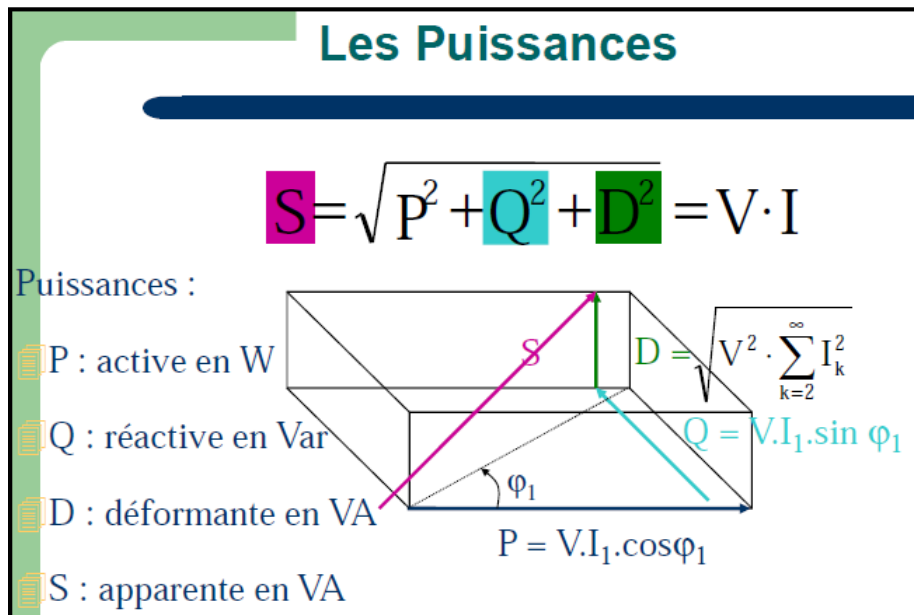 Les Puissances
S = √(P² + Q² + D²) = V·I
Puissances :
P : active en W
Q : réactive en Var
D : déformante en VA
S : apparente en VA
S
D = √(V² · ∑_{k=2}^{∞} I_k²)
Q = V.I₁.sin φ₁
φ₁
P = V.I₁.cosφ₁